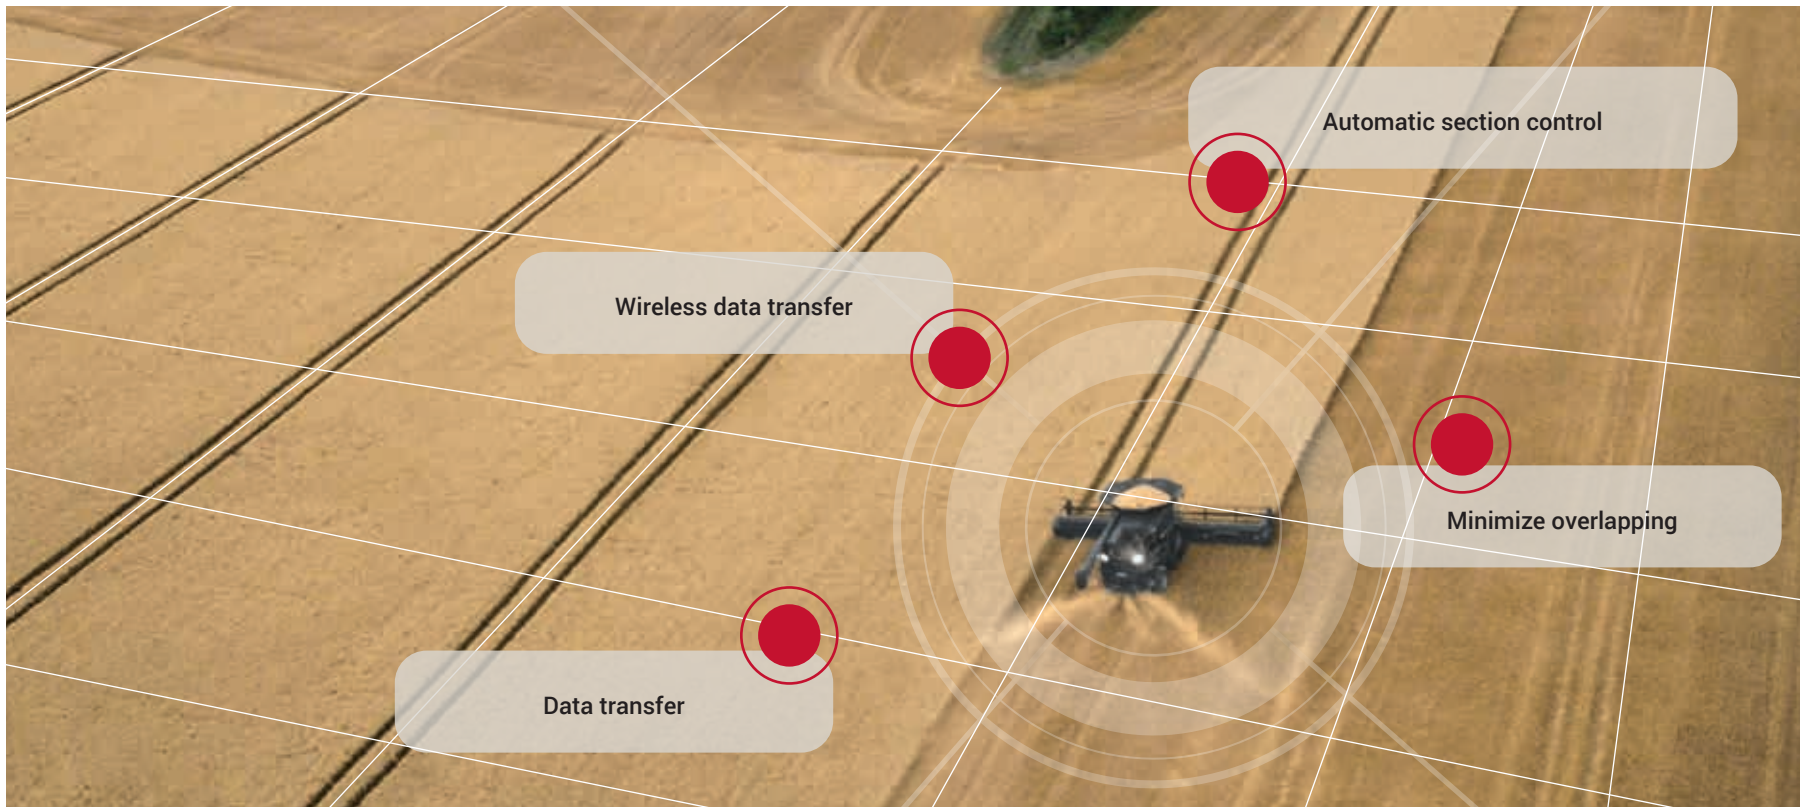 Automatic section control
Wireless data transfer
Minimize overlapping
Data transfer